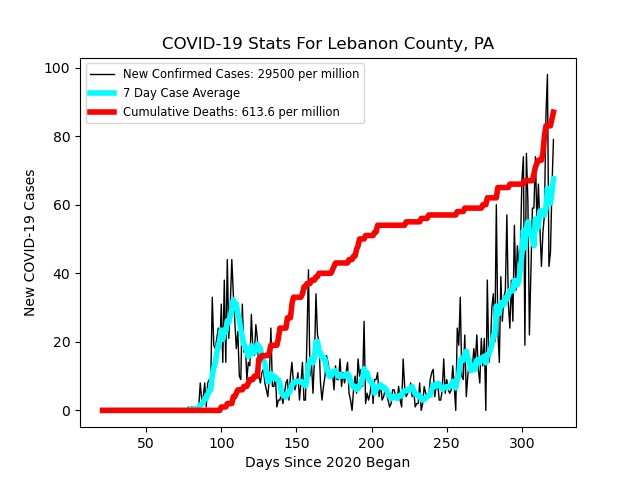 COVID-19 Stats For Lebanon County, PA
New Confirmed Cases: 29500 per million
7 Day Case Average
Cumulative Deaths: 613.6 per million
New COVID-19 Cases
100
80
60
40
20
0
50 100 150 200 250 300
Days Since 2020 Began